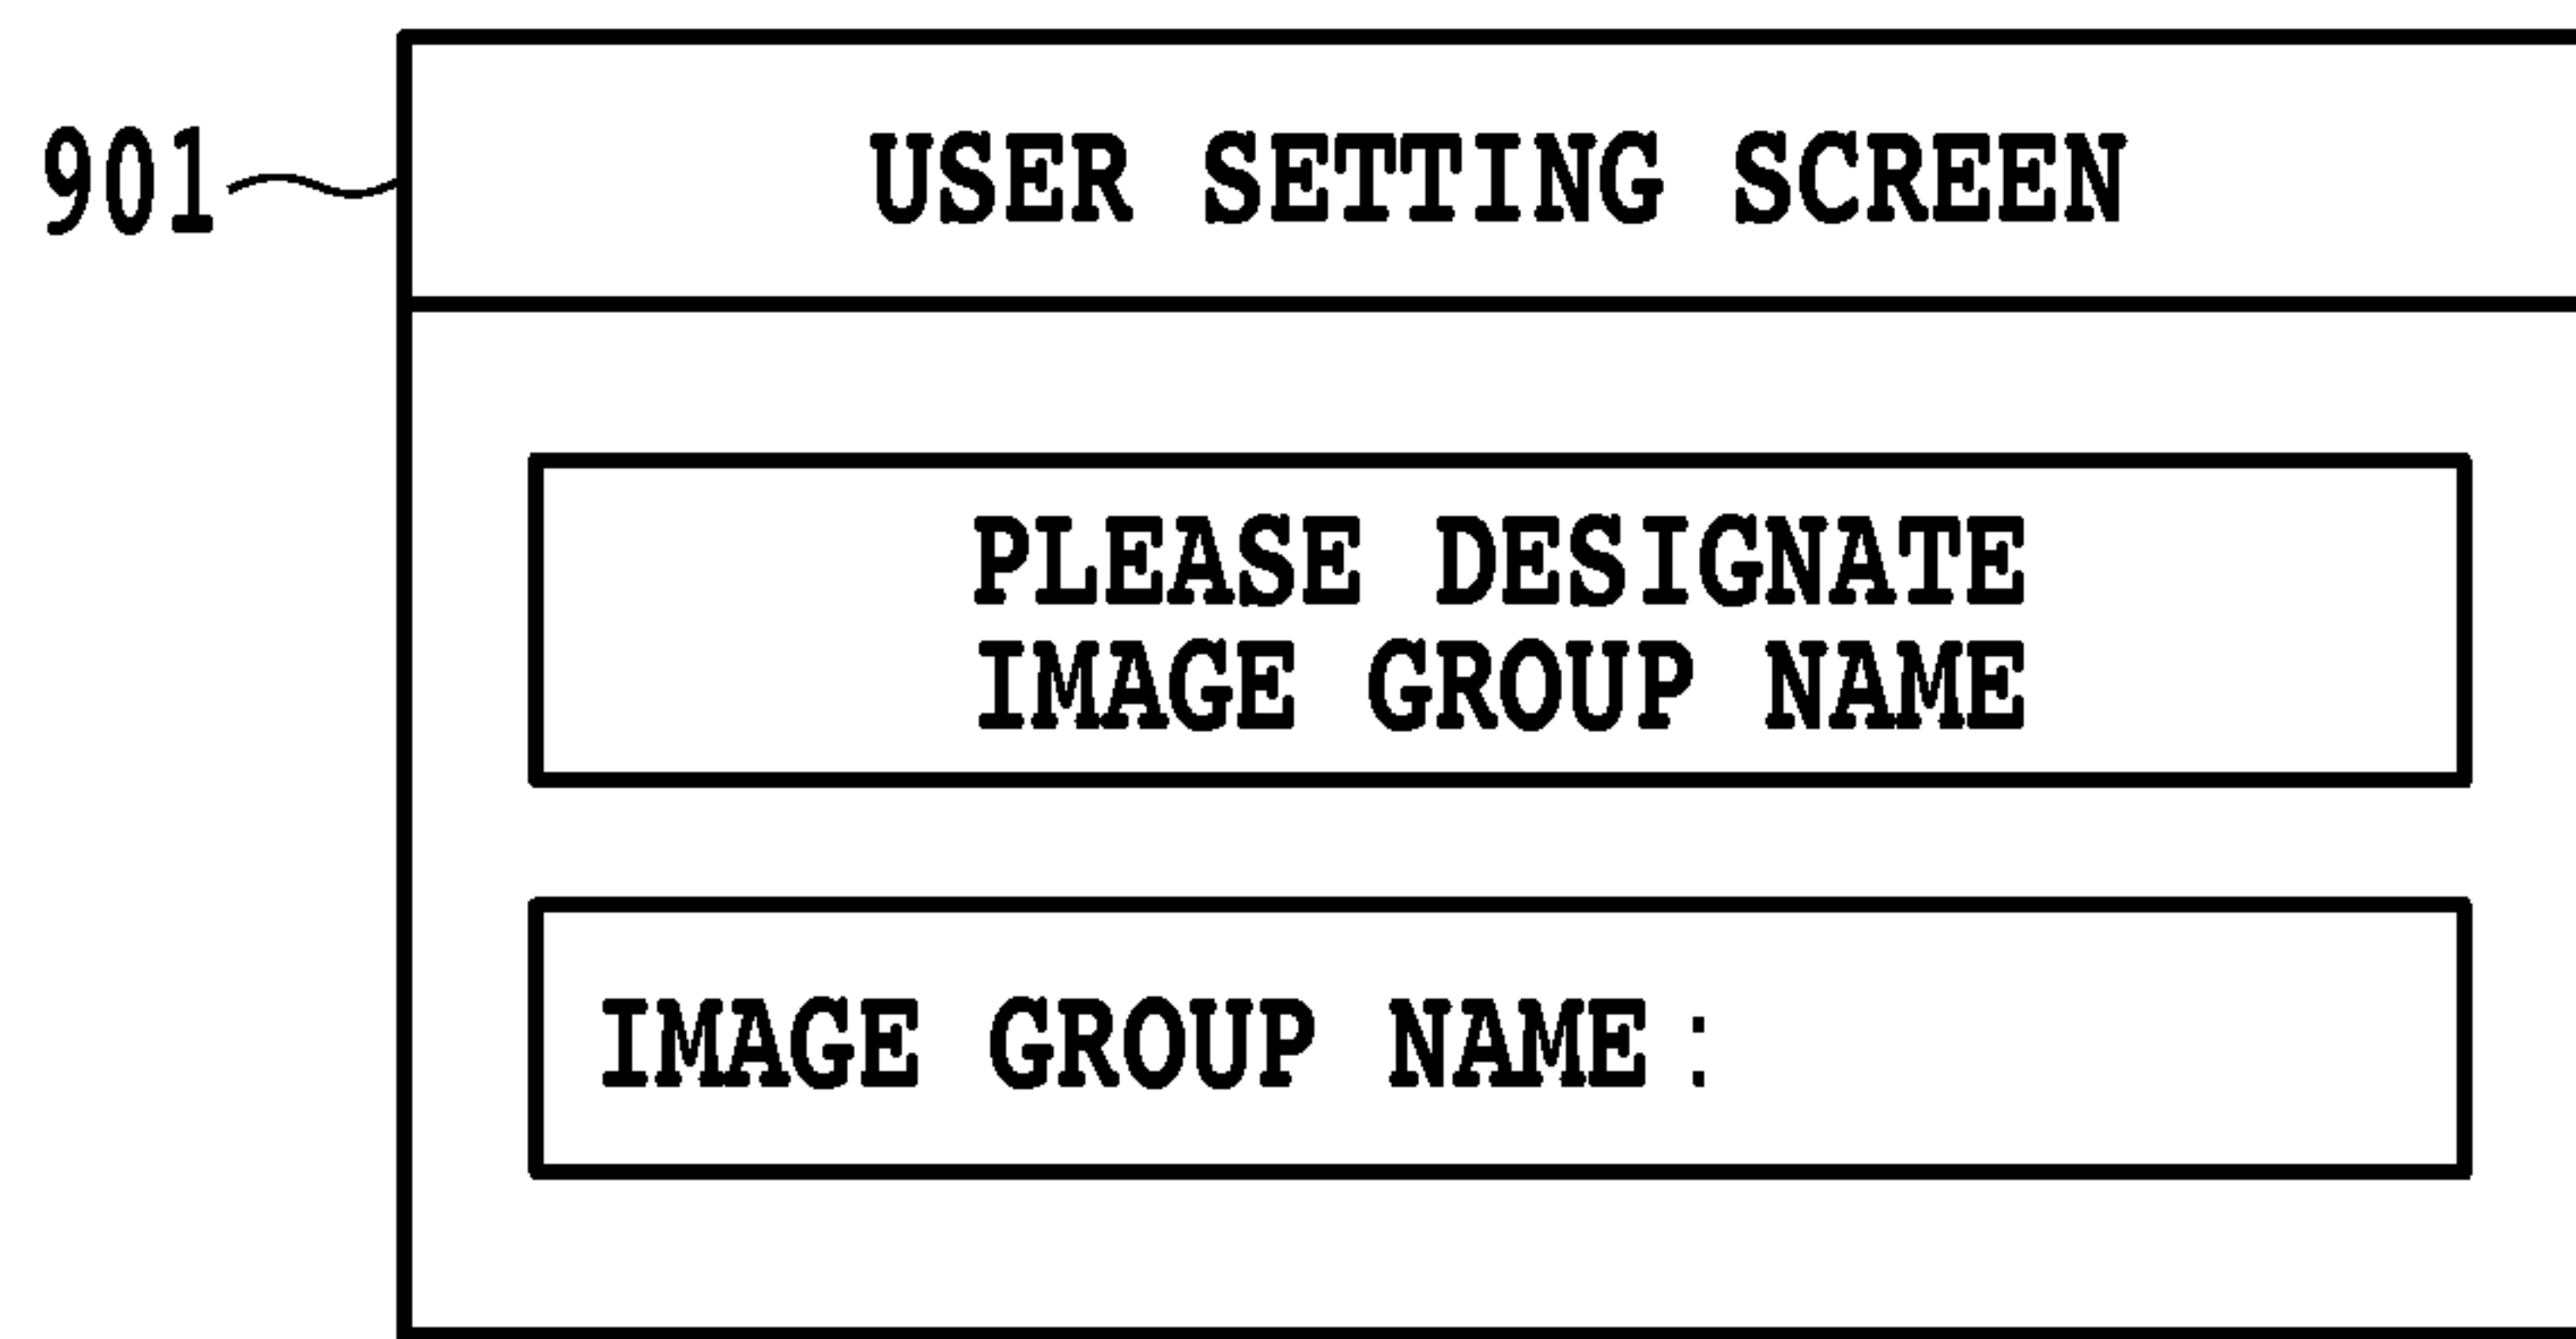 901
USER SETTING SCREEN
PLEASE DESIGNATE
IMAGE GROUP NAME
IMAGE GROUP NAME :